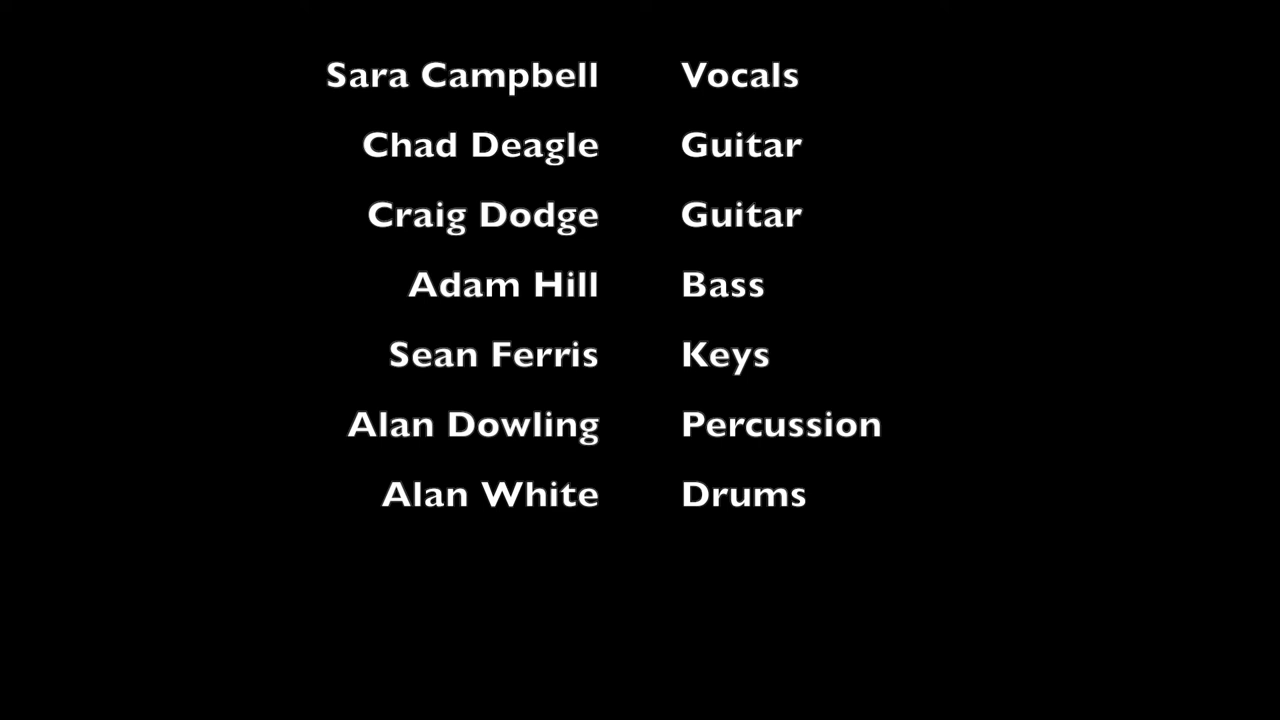 Sara Campbell Vocals
Chad Deagle Guitar
Craig Dodge Guitar
Adam Hill Bass
Sean Ferris Keys
Alan Dowling Percussion
Alan White Drums